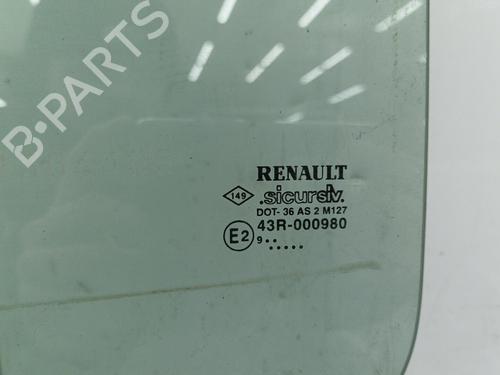 B-PARTS
RENAULT
149 .sicursiv.
DOT- 36 AS 2 M127
E2 43R-000980
9..
.....